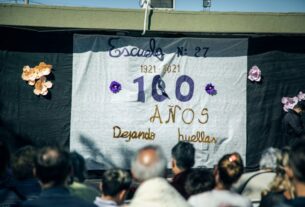 Escuela N: 27
1921 2021
100
AÑOS
Dejando huellas